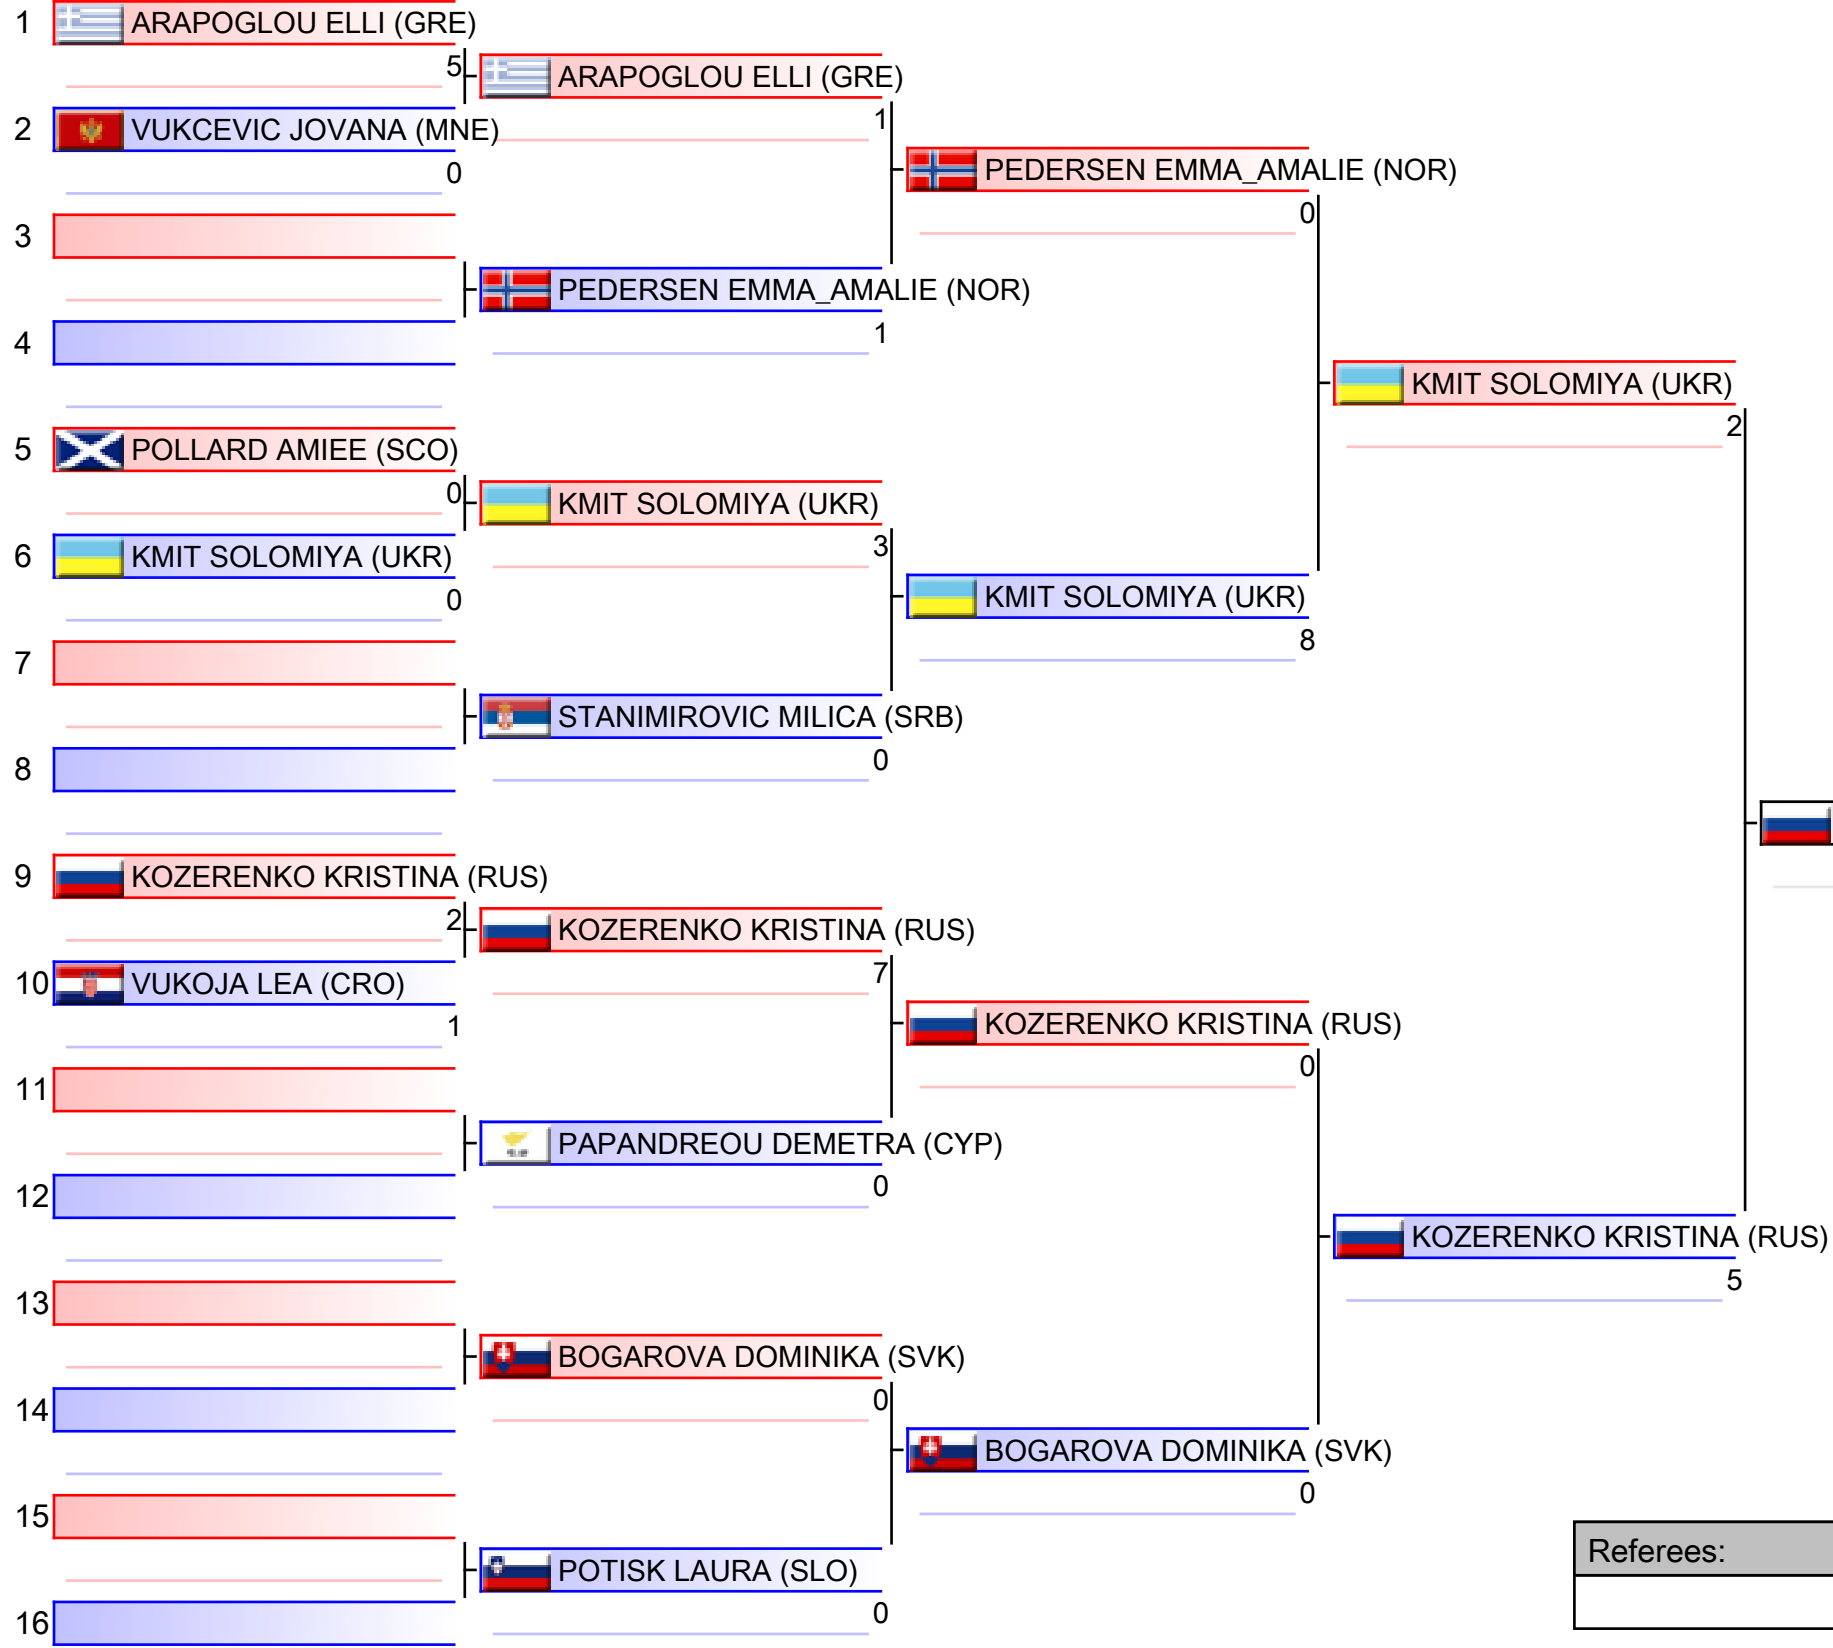 1 ARAPOGLOU ELLI (GRE)
5
ARAPOGLOU ELLI (GRE)
1
2 VUKCEVIC JOVANA (MNE)
0
PEDERSEN EMMA_AMALIE (NOR)
0
3
PEDERSEN EMMA_AMALIE (NOR)
1
4
KMIT SOLOMIYA (UKR)
2
5 POLLARD AMIEE (SCO)
0
KMIT SOLOMIYA (UKR)
3
6 KMIT SOLOMIYA (UKR)
0
KMIT SOLOMIYA (UKR)
8
7
STANIMIROVIC MILICA (SRB)
0
8
9 KOZERENKO KRISTINA (RUS)
2
KOZERENKO KRISTINA (RUS)
7
10 VUKOJA LEA (CRO)
1
KOZERENKO KRISTINA (RUS)
0
11
PAPANDREOU DEMETRA (CYP)
0
12
KOZERENKO KRISTINA (RUS)
5
13
BOGAROVA DOMINIKA (SVK)
0
14
BOGAROVA DOMINIKA (SVK)
0
15
POTISK LAURA (SLO)
0
16
Referees: